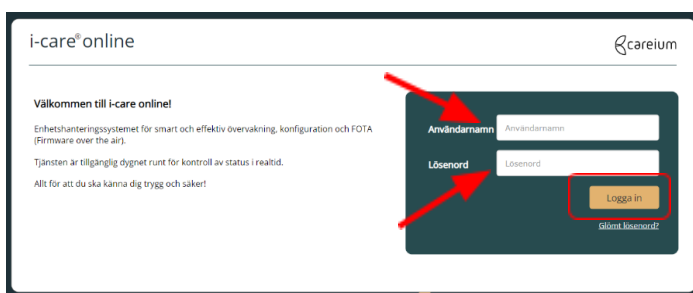 i-care® online
careium
Välkommen till i-care online!
Enhetshanteringssystemet för smart och effektiv övervakning, konfiguration och FOTA
(Firmware over the air).
Tjänsten är tillgänglig dygnet runt för kontroll av status i realtid.
Allt för att du ska känna dig trygg och säker!
Användarnamn Användarnamn
Lösenord Lösenord
Logga in
Glömt lösenord?